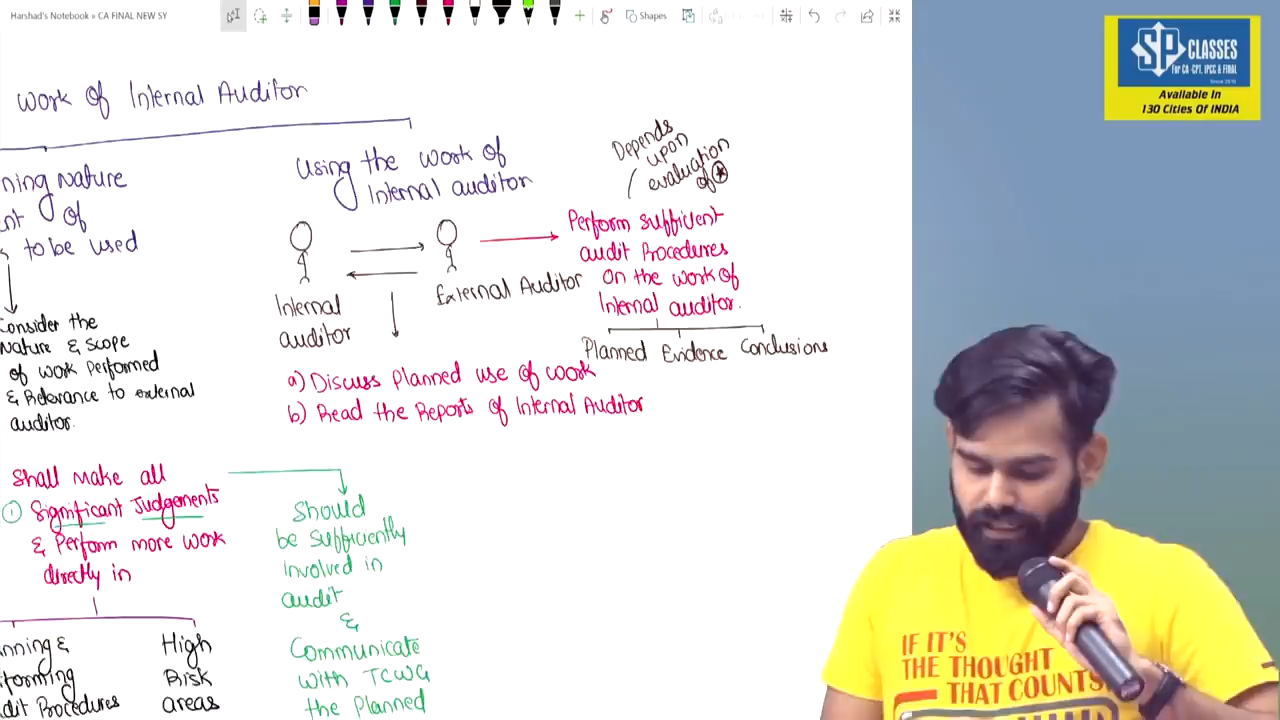 Harshad's Notebook » CA FINAL NEW SY
Shapes
SP CLASSES
For CA-CPT, IPCC & FINAL
Since 2010
Available In
130 Cities Of INDIA
Work of Internal Auditor
ning Nature
ent of
to be used
Consider the
Nature & Scope
of work Performed
& Relevance to external
auditor.
Using the work of
Internal auditor
Internal
auditor
External Auditor
Depends
upon
evaluation
of
Perform sufficient
audit Procedures
on the work of
Internal auditor.
Planned Evidence Conclusions
a) Discuss Planned use of work
b) Read the Reports of Internal Auditor
Shall make all
① Significant Judgements
& Perform more work
directly in
nning &
rforming
dit Procedures
High
Risk
areas
Should
be sufficiently
involved in
audit
&
Communicate
with TCWG
the Planned
IF IT'S
THE THOUGHT
THAT COUNTS